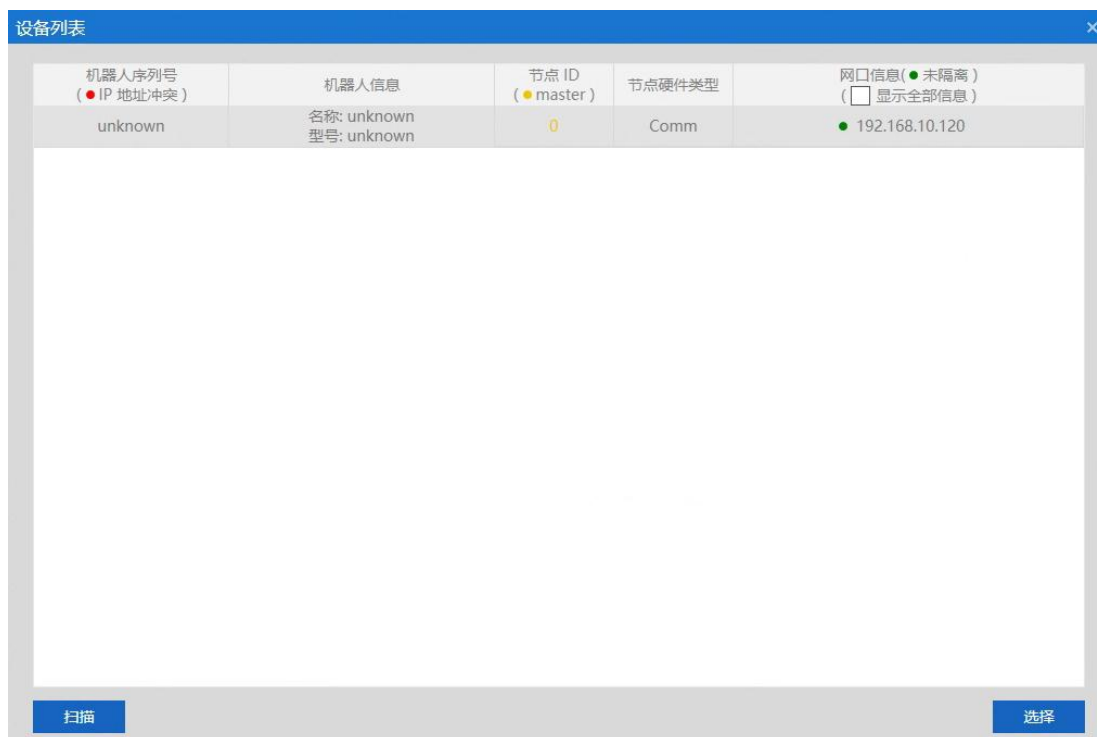 设备列表
×
机器人序列号
(●IP 地址冲突)
机器人信息
节点 ID
(●master)
节点硬件类型
网口信息(● 未隔离)
(□ 显示全部信息)
unknown
名称: unknown
型号: unknown
0
Comm
● 192.168.10.120
扫描
选择